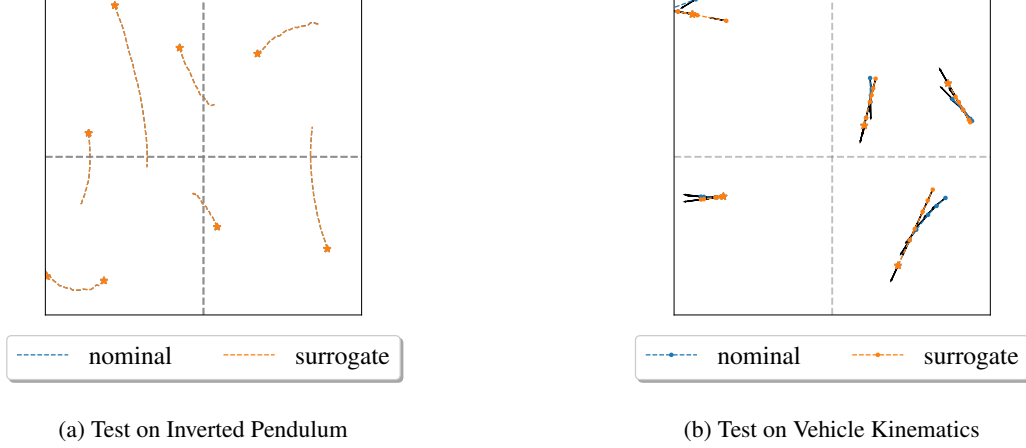 nominal surrogate
nominal surrogate
(a) Test on Inverted Pendulum
(b) Test on Vehicle Kinematics